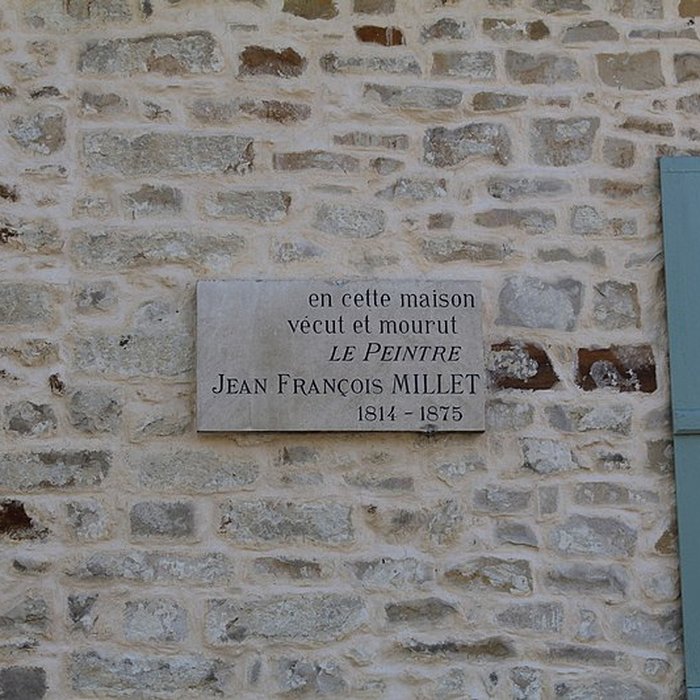 en cette maison
vécut et mourut
LE PEINTRE
JEAN FRANÇOIS MILLET
1814 - 1875